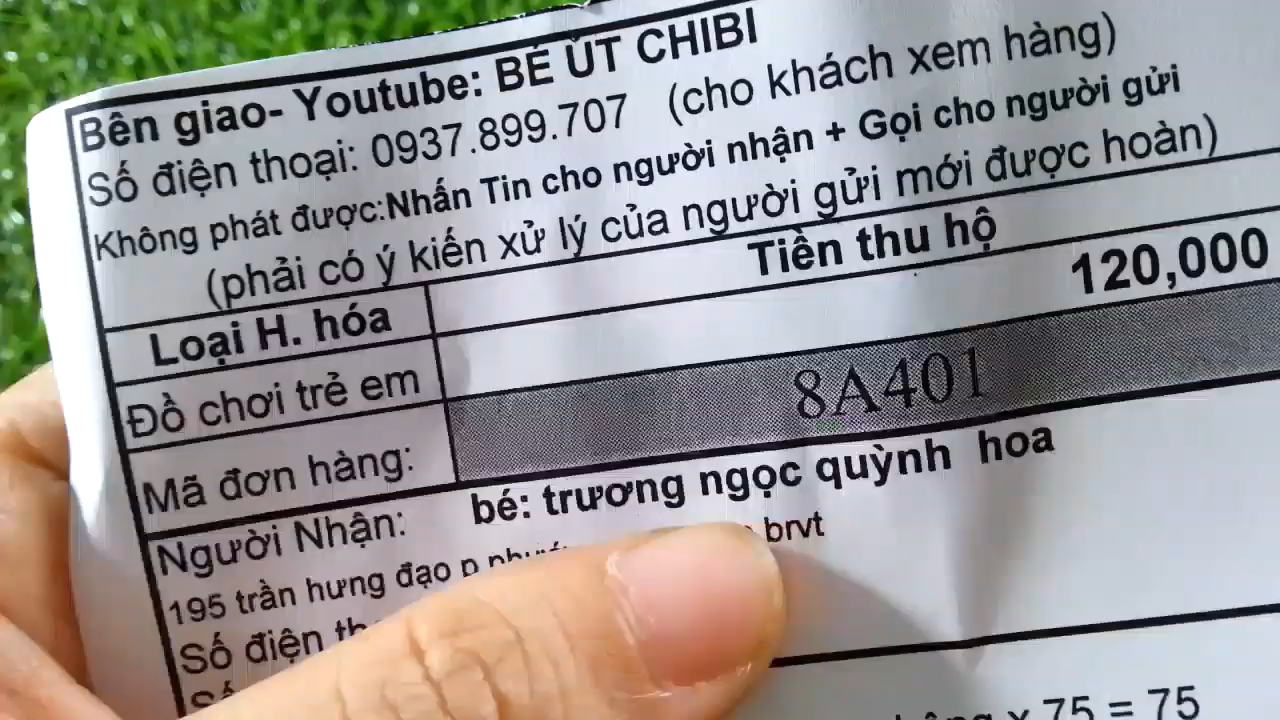 Bên giao- Youtube: BÉ ÚT CHIBI
Số điện thoại: 0937.899.707 (cho khách xem hàng)
Không phát được:Nhấn Tin cho người nhận + Gọi cho người gửi
(phải có ý kiến xử lý của người gửi mới được hoàn)
Loại H. hóa Tiền thu hộ
Đồ chơi trẻ em 120,000
Mã đơn hàng: 8A401
Người Nhận: bé: trương ngọc quỳnh hoa
195 trần hưng đạo p brvt
Số điện
Số
x 75 = 75